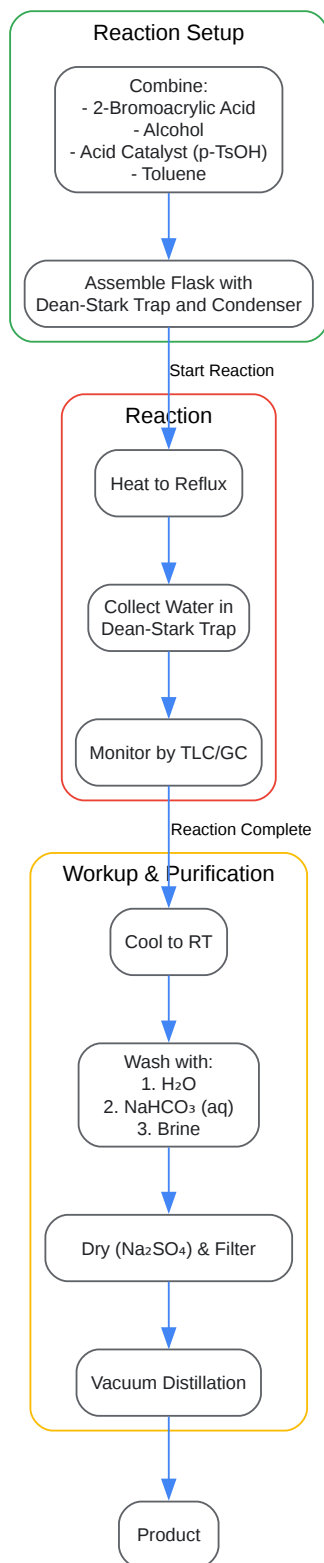 Reaction Setup
Combine:
- 2-Bromoacrylic Acid
- Alcohol
- Acid Catalyst (p-TsOH)
- Toluene
Assemble Flask with
Dean-Stark Trap and Condenser
Start Reaction
Reaction
Heat to Reflux
Collect Water in
Dean-Stark Trap
Monitor by TLC/GC
Reaction Complete
Workup & Purification
Cool to RT
Wash with:
1. H₂O
2. NaHCO₃ (aq)
3. Brine
Dry (Na₂SO₄) & Filter
Vacuum Distillation
Product